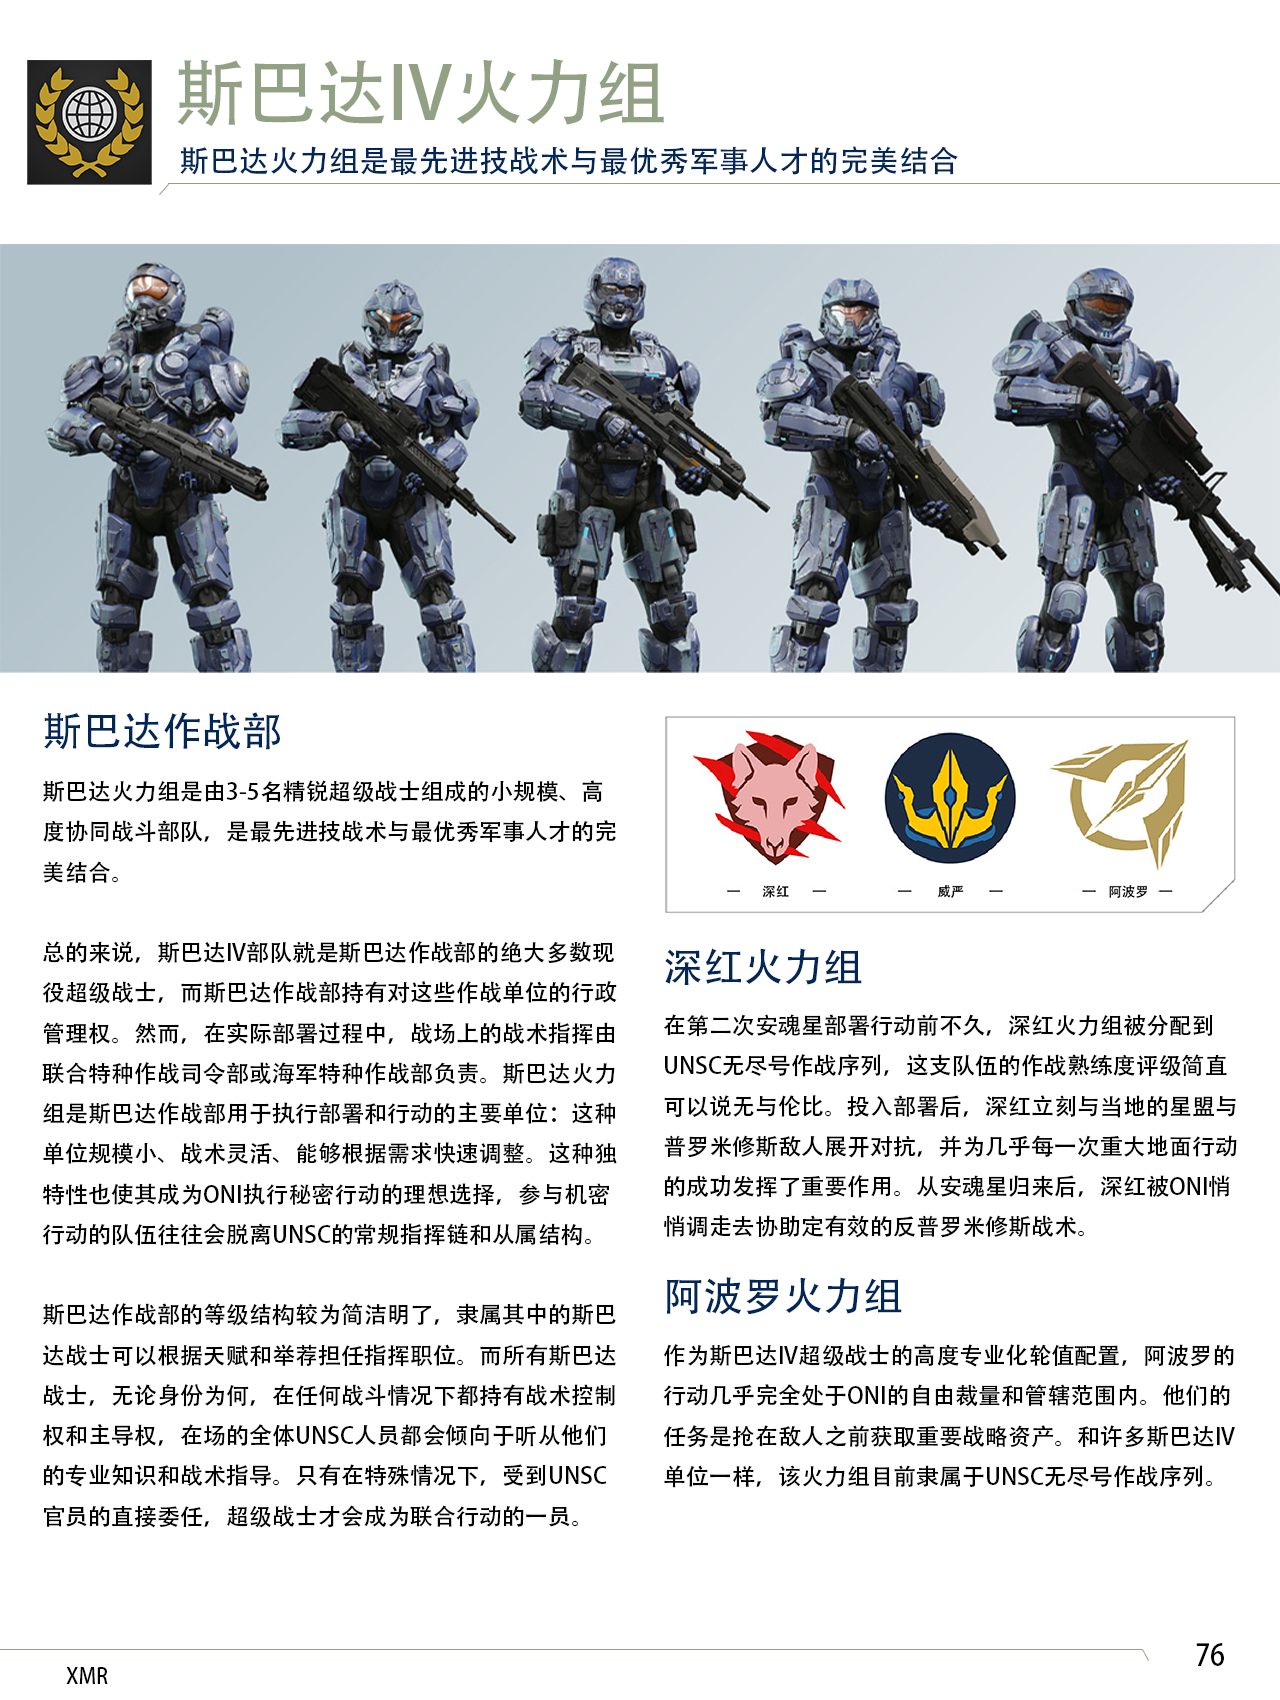 斯巴达IV火力组
斯巴达火力组是最先进技战术与最优秀军事人才的完美结合
斯巴达作战部
斯巴达火力组是由3-5名精锐超级战士组成的小规模、高
度协同战斗部队，是最先进技战术与最优秀军事人才的完
美结合。
总的来说，斯巴达IV部队就是斯巴达作战部的绝大多数现
役超级战士，而斯巴达作战部持有对这些作战单位的行政
管理权。然而，在实际部署过程中，战场上的战术指挥由
联合特种作战司令部或海军特种作战部负责。斯巴达火力
组是斯巴达作战部用于执行部署和行动的主要单位：这种
单位规模小、战术灵活、能够根据需求快速调整。这种独
特性也使其成为ONI执行秘密行动的理想选择，参与机密
行动的队伍往往会脱离UNSC的常规指挥链和从属结构。
斯巴达作战部的等级结构较为简洁明了，隶属其中的斯巴
达战士可以根据天赋和举荐担任指挥职位。而所有斯巴达
战士，无论身份为何，在任何战斗情况下都持有战术控制
权和主导权，在场的全体UNSC人员都会倾向于听从他们
的专业知识和战术指导。只有在特殊情况下，受到UNSC
官员的直接委任，超级战士才会成为联合行动的一员。
— 深红 —
— 威严 —
— 阿波罗 —
深红火力组
在第二次安魂星部署行动前不久，深红火力组被分配到
UNSC无尽号作战序列，这支队伍的作战熟练度评级简直
可以说无与伦比。投入部署后，深红立刻与当地的星盟与
普罗米修斯敌人展开对抗，并为几乎每一次重大地面行动
的成功发挥了重要作用。从安魂星归来后，深红被ONI悄
悄调走去协助定有效的反普罗米修斯战术。
阿波罗火力组
作为斯巴达IV超级战士的高度专业化轮值配置，阿波罗的
行动几乎完全处于ONI的自由裁量和管辖范围内。他们的
任务是抢在敌人之前获取重要战略资产。和许多斯巴达IV
单位一样，该火力组目前隶属于UNSC无尽号作战序列。
76
XMR